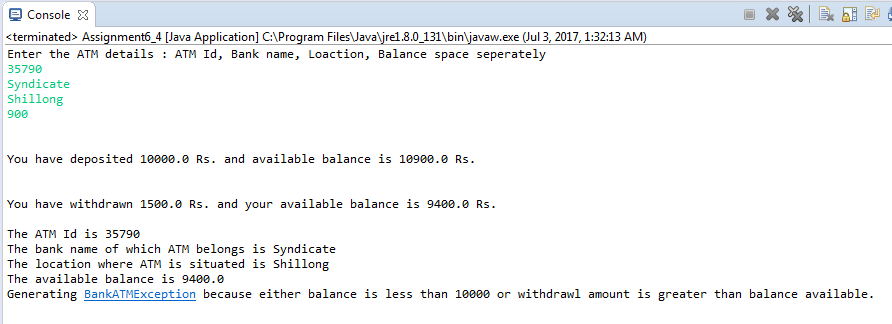 Console
<terminated> Assignment6_4 [Java Application] C:\Program Files\Java\jre1.8.0_131\bin\javaw.exe (Jul 3, 2017, 1:32:13 AM)
Enter the ATM details : ATM Id, Bank name, Loaction, Balance space seperately
35790
Syndicate
Shillong
900
You have deposited 10000.0 Rs. and available balance is 10900.0 Rs.
You have withdrawn 1500.0 Rs. and your available balance is 9400.0 Rs.
The ATM Id is 35790
The bank name of which ATM belongs is Syndicate
The location where ATM is situated is Shillong
The available balance is 9400.0
Generating BankATMException because either balance is less than 10000 or withdrawl amount is greater than balance available.